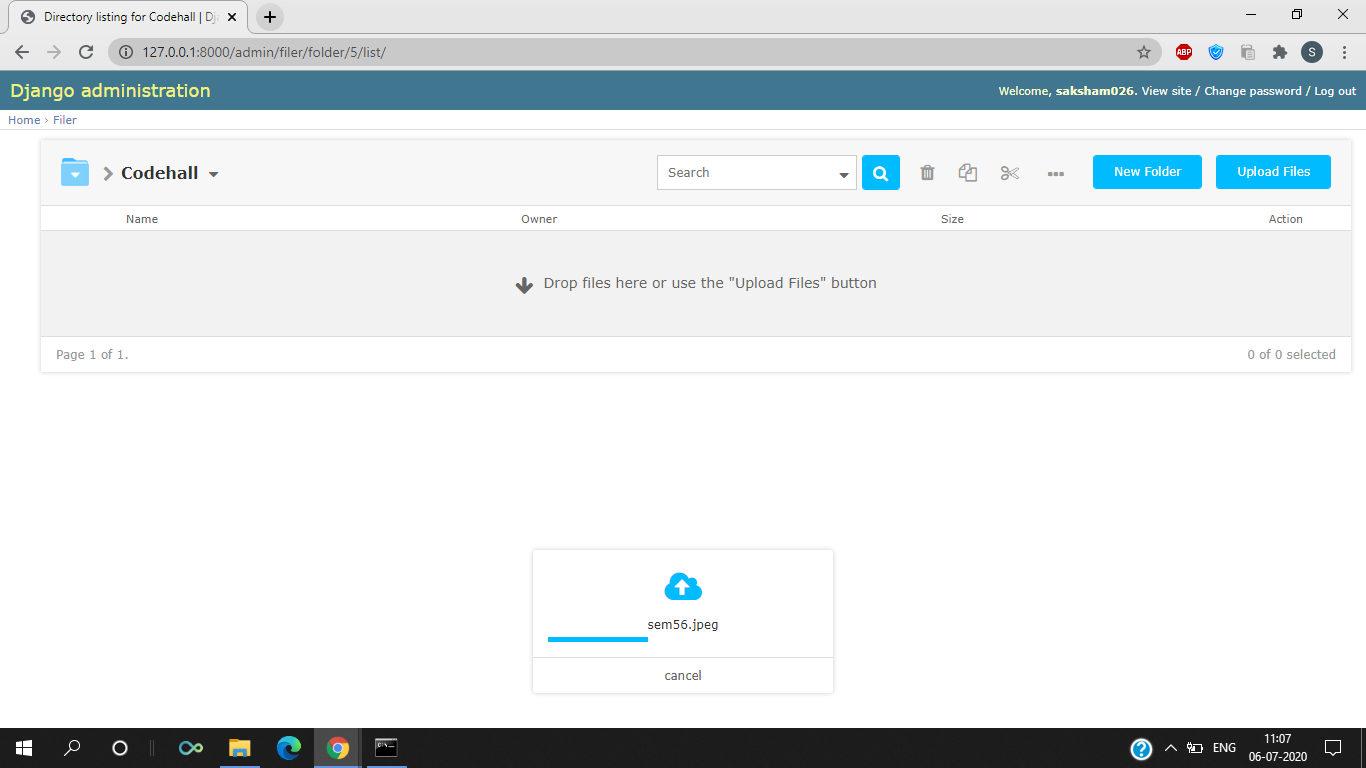 Directory listing for Codehall | Dj
127.0.0.1:8000/admin/filer/folder/5/list/
ABP
S
Django administration
Welcome, saksham026. View site / Change password / Log out
Home › Filer
Codehall
Search
New Folder
Upload Files
Name Owner Size Action
Drop files here or use the "Upload Files" button
Page 1 of 1.
0 of 0 selected
sem56.jpeg
cancel
ENG
11:07
06-07-2020